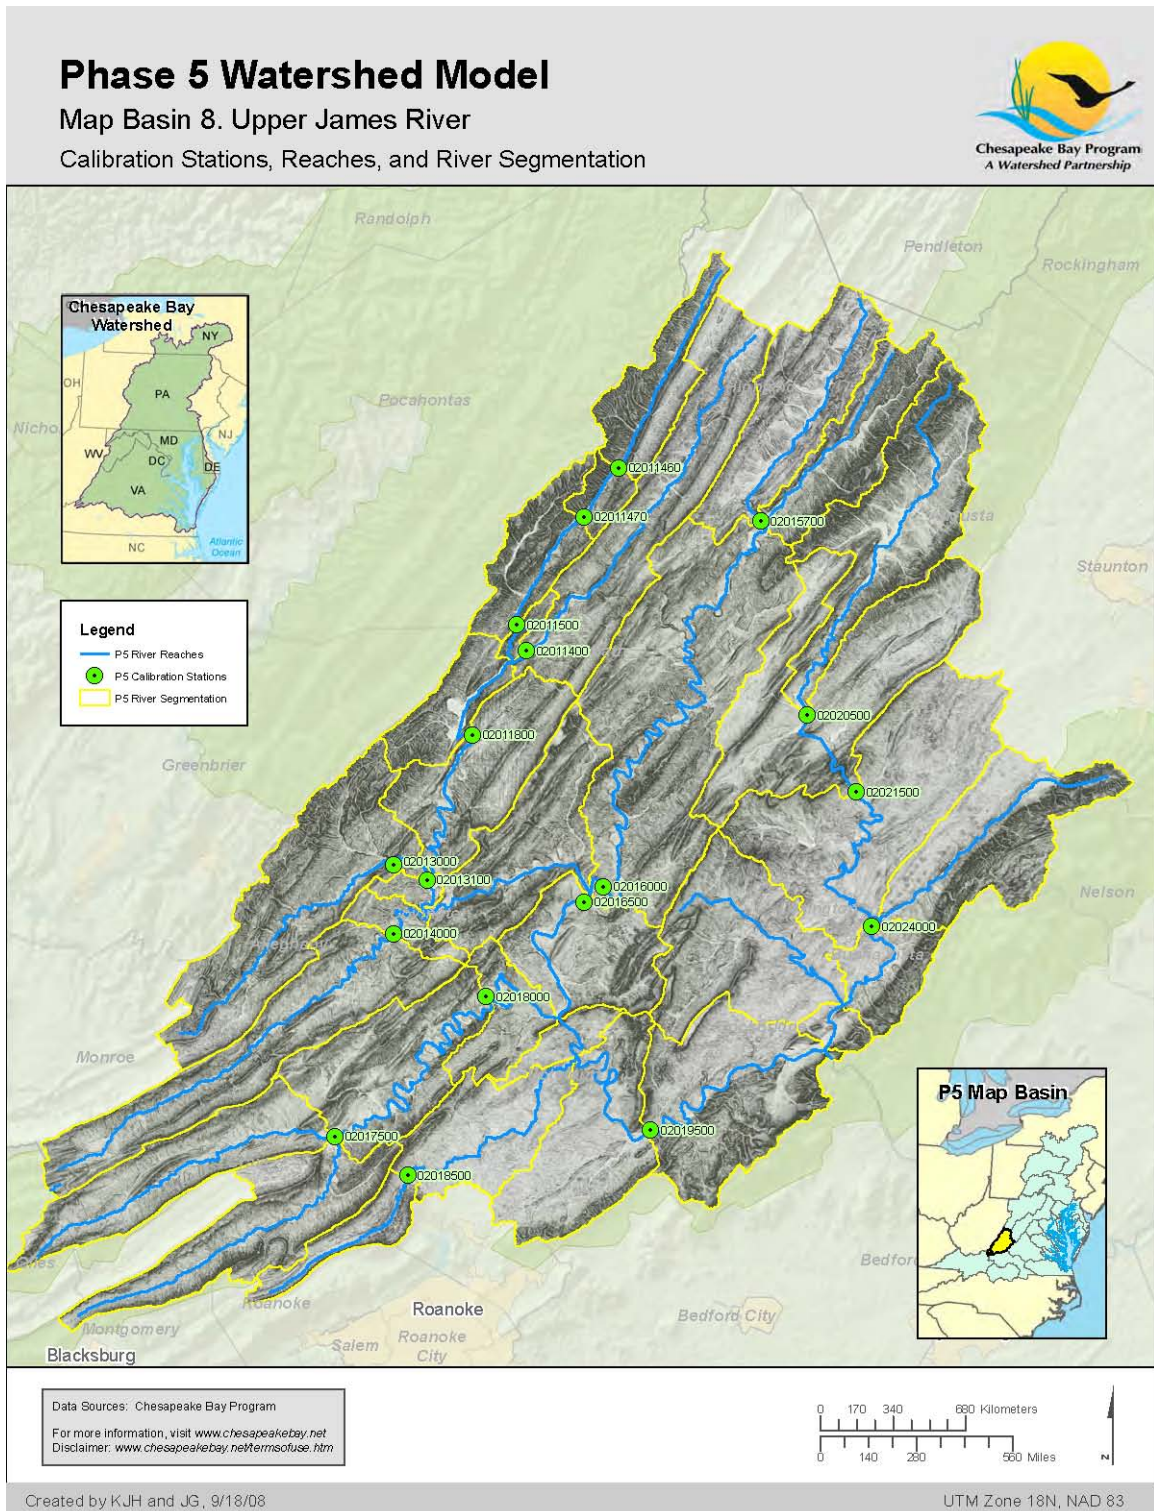 Phase 5 Watershed Model
Map Basin 8. Upper James River
Calibration Stations, Reaches, and River Segmentation
Chesapeake Bay Program
A Watershed Partnership
Randolph
Pendleton
Rockingham
Chesapeake Bay
Watershed
NY
OH
PA
NJ
MD
WV
DC
DE
VA
NC
Atlantic
Ocean
Pocahontas
Nicho
02011460
02011470
02015700
usta
Staunton
Legend
P5 River Reaches
P5 Calibration Stations
P5 River Segmentation
02011500
02011400
02020500
02011800
Greenbrier
02021500
02013000
02013100
02016000
02016500
Nelson
02024000
02014000
02018000
Monroe
P5 Map Basin
02017500
02019500
02018500
Bedford
Roanoke
Roanoke
Bedford City
Montgomery
Salem
Roanoke
City
Blacksburg
Data Sources: Chesapeake Bay Program
For more information, visit www.chesapeakebay.net
Disclaimer: www.chesapeakebay.net/termsofuse.htm
0 170 340 680 Kilometers
0 140 280 560 Miles
N
Created by KJH and JG, 9/18/08
UTM Zone 18N, NAD 83